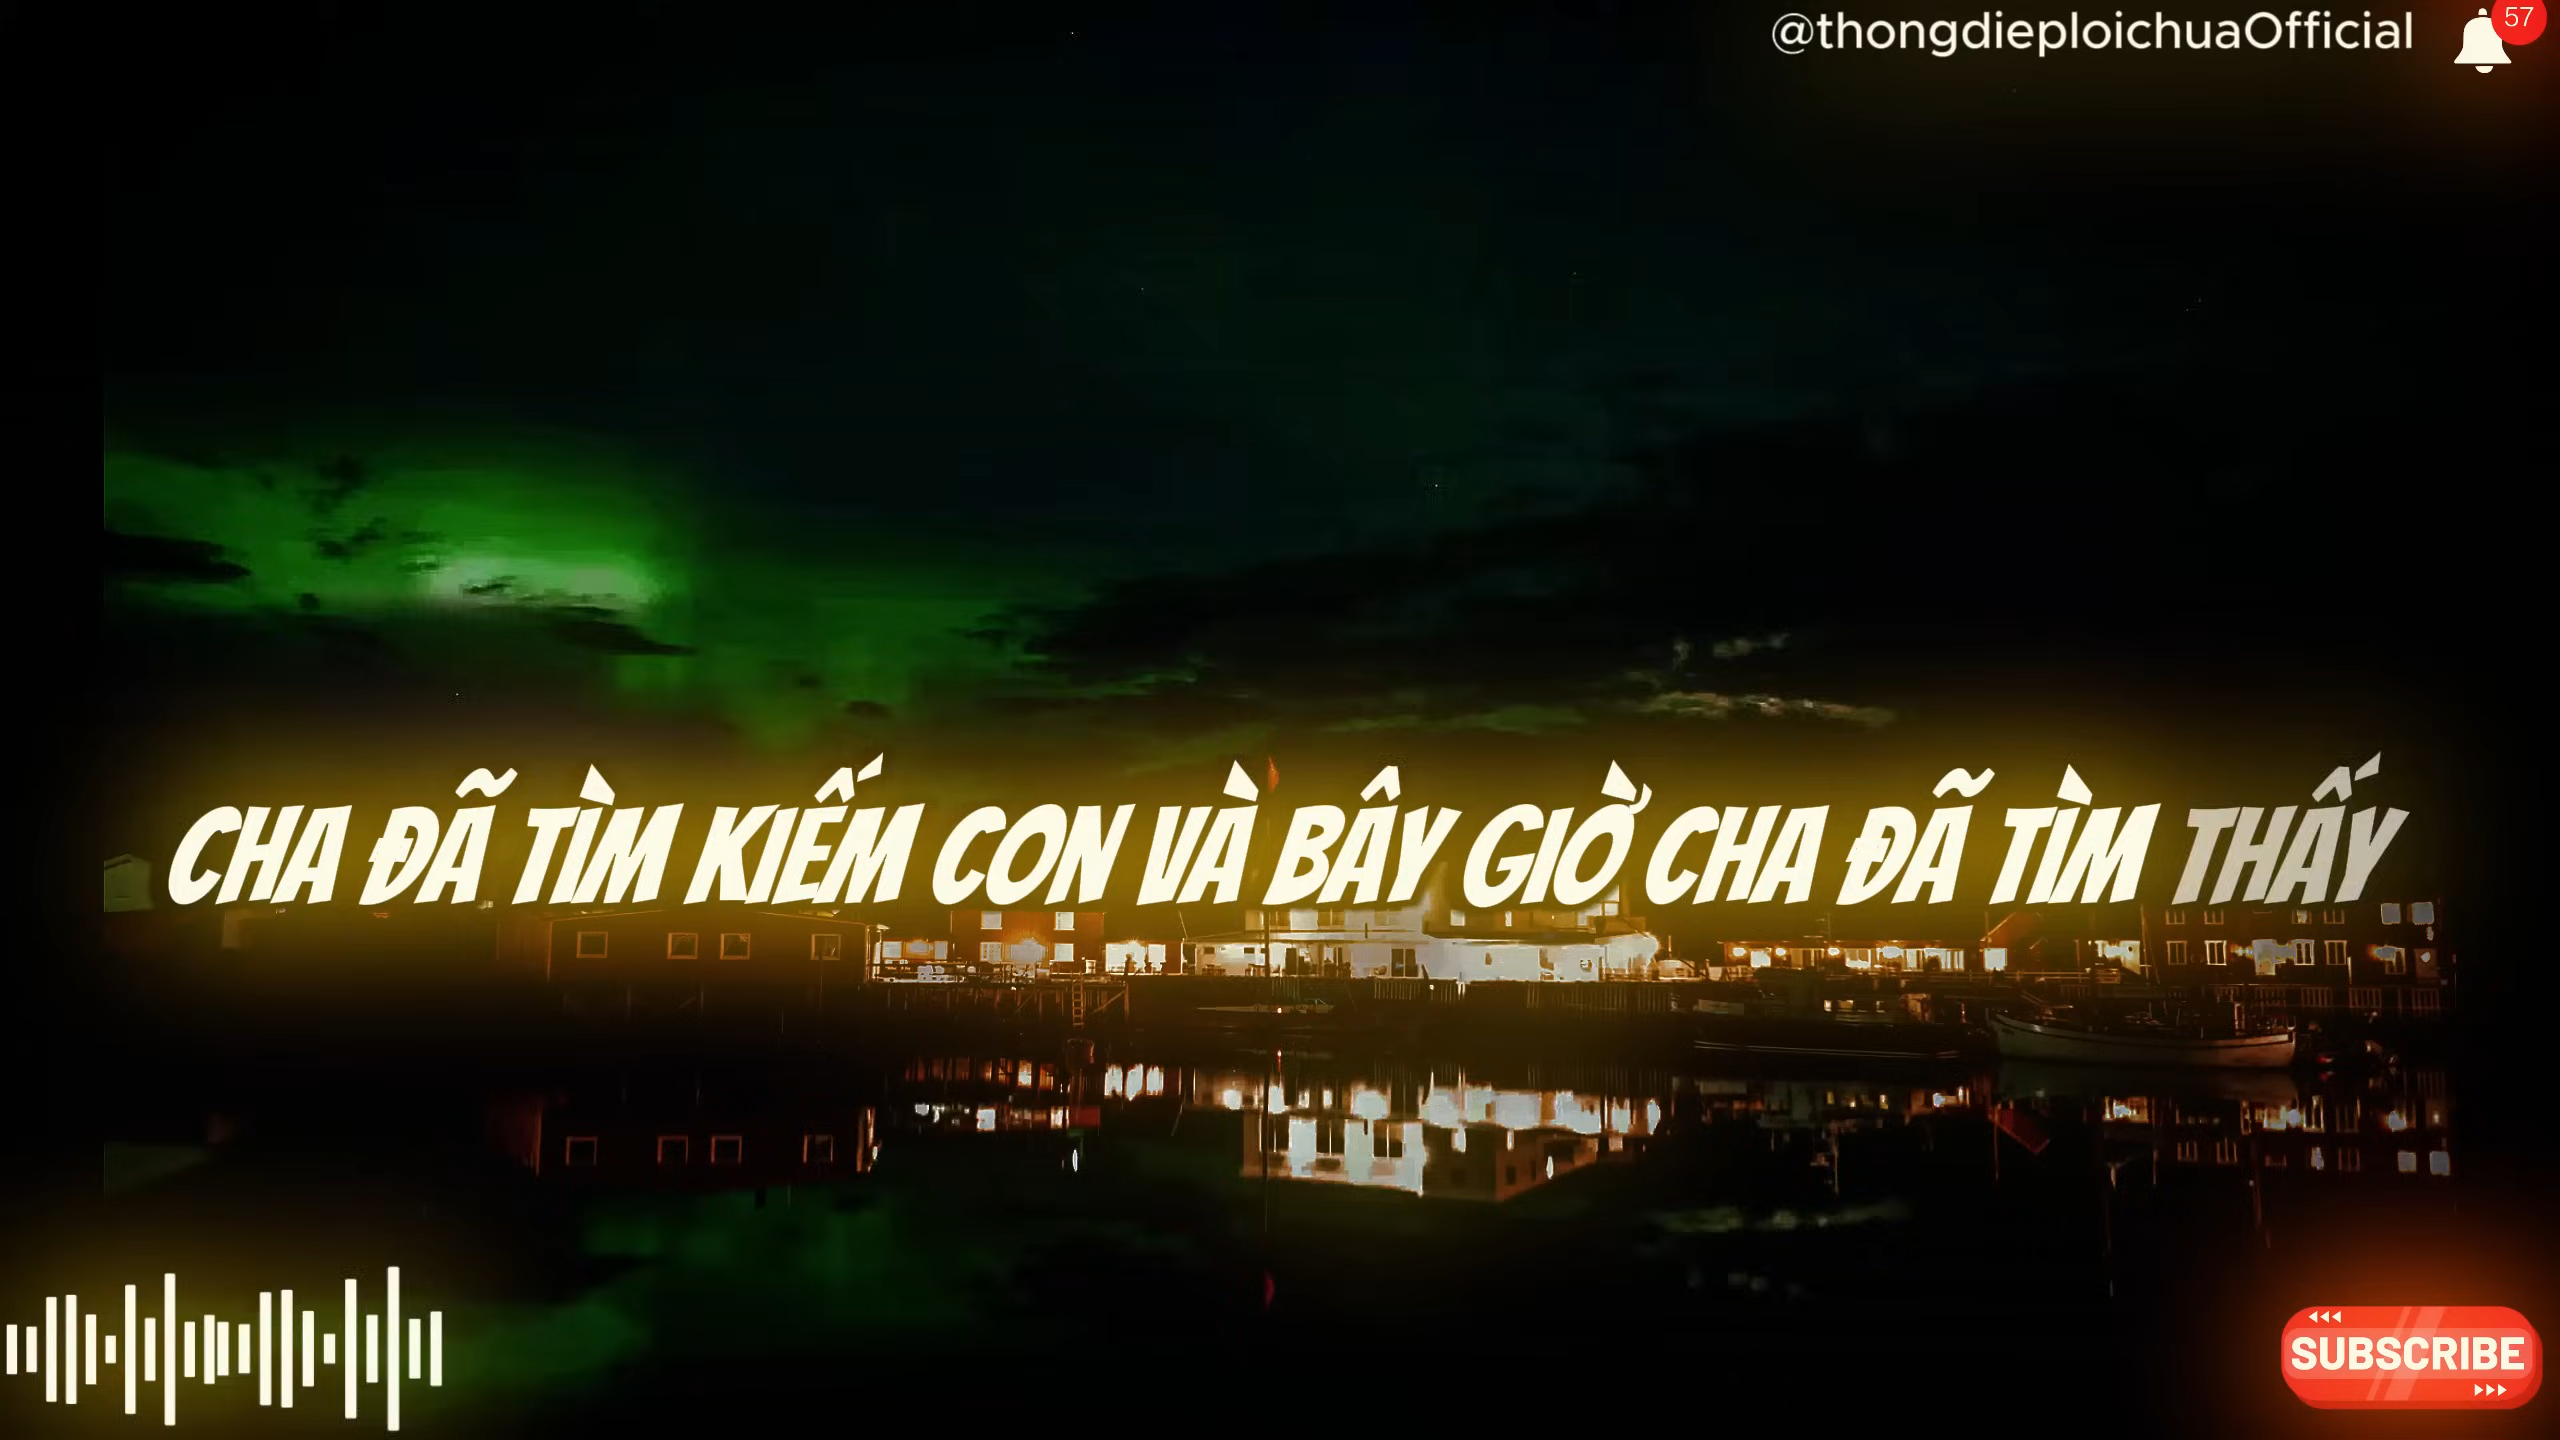 @thongdieploichuaOfficial
57
CHA ĐÃ TÌM KIẾM CON VÀ BÂY GIỜ CHA ĐÃ TÌM THẤY
SUBSCRIBE